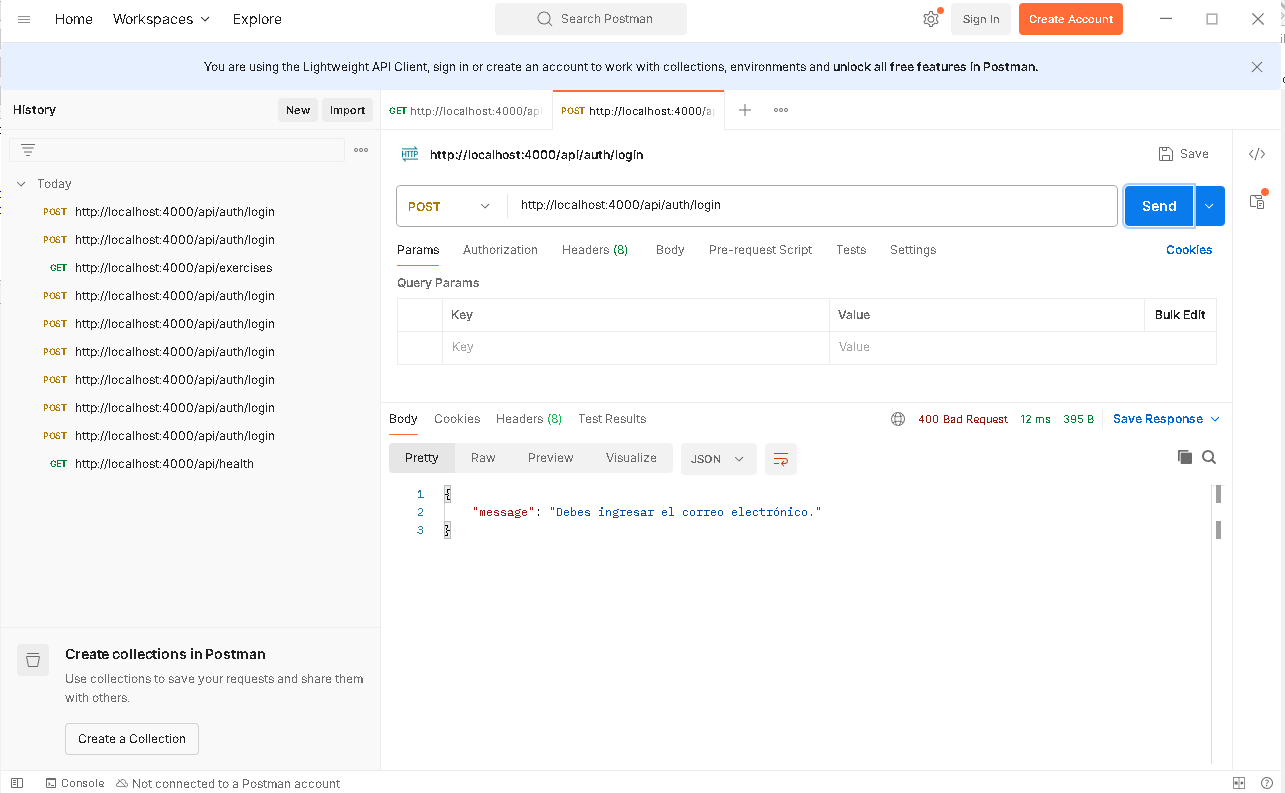 Home Workspaces Explore Search Postman Sign In Create Account
You are using the Lightweight API Client, sign in or create an account to work with collections, environments and unlock all free features in Postman.
History New Import
Today
POST http://localhost:4000/api/auth/login
POST http://localhost:4000/api/auth/login
GET http://localhost:4000/api/exercises
POST http://localhost:4000/api/auth/login
POST http://localhost:4000/api/auth/login
POST http://localhost:4000/api/auth/login
POST http://localhost:4000/api/auth/login
POST http://localhost:4000/api/auth/login
POST http://localhost:4000/api/auth/login
GET http://localhost:4000/api/health
Create collections in Postman
Use collections to save your requests and share them
with others.
Create a Collection
GET http://localhost:4000/api POST http://localhost:4000/a
HTTP http://localhost:4000/api/auth/login Save
POST http://localhost:4000/api/auth/login Send
Params Authorization Headers (8) Body Pre-request Script Tests Settings Cookies
Query Params
Key Value Bulk Edit
Key Value
Body Cookies Headers (8) Test Results 400 Bad Request 12 ms 395 B Save Response
Pretty Raw Preview Visualize JSON
1 {
2 "message": "Debes ingresar el correo electrónico."
3 }
Console Not connected to a Postman account